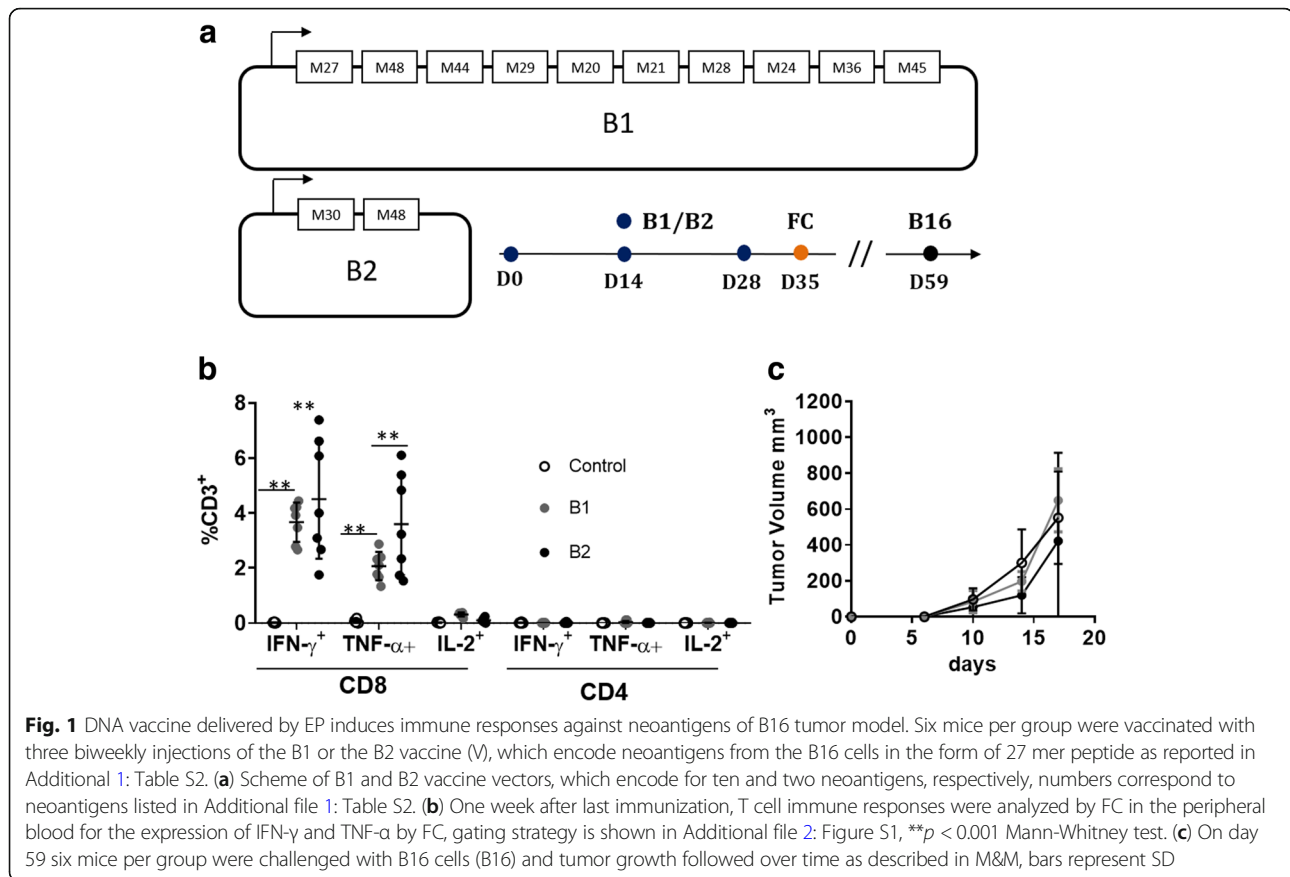 a
M27 M48 M44 M29 M20 M21 M28 M24 M36 M45
B1
M30 M48
B2
B1/B2 FC B16
//
D0 D14 D28 D35 D59
b
%CD3+
8
6
4
2
0
** ** ** **
Control
B1
B2
IFN-γ+ TNF-α+ IL-2+ IFN-γ+ TNF-α+ IL-2+
CD8 CD4
c
Tumor Volume mm³
1200
1000
800
600
400
200
0
0 5 10 15 20
days
Fig. 1 DNA vaccine delivered by EP induces immune responses against neoantigens of B16 tumor model. Six mice per group were vaccinated with
three biweekly injections of the B1 or the B2 vaccine (V), which encode neoantigens from the B16 cells in the form of 27 mer peptide as reported in
Additional 1: Table S2. (a) Scheme of B1 and B2 vaccine vectors, which encode for ten and two neoantigens, respectively, numbers correspond to
neoantigens listed in Additional file 1: Table S2. (b) One week after last immunization, T cell immune responses were analyzed by FC in the peripheral
blood for the expression of IFN-γ and TNF-α by FC, gating strategy is shown in Additional file 2: Figure S1, **p < 0.001 Mann-Whitney test. (c) On day
59 six mice per group were challenged with B16 cells (B16) and tumor growth followed over time as described in M&M, bars represent SD